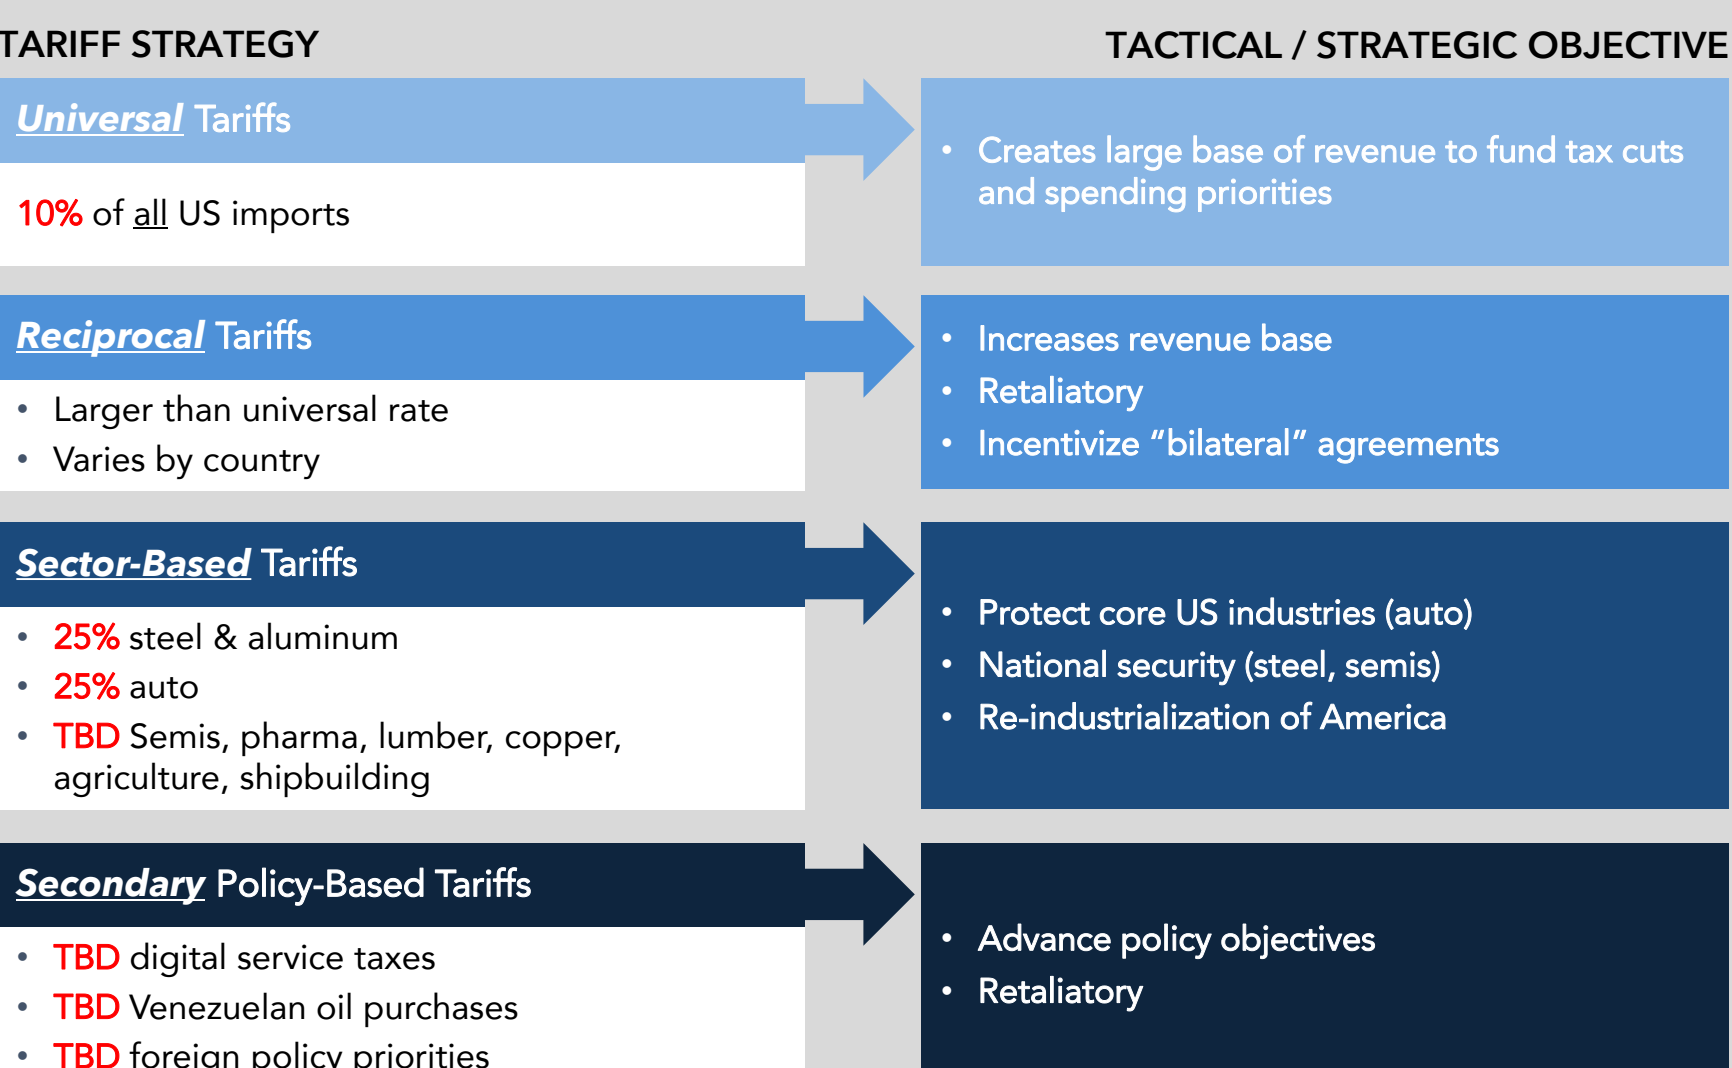 TARIFF STRATEGY
TACTICAL / STRATEGIC OBJECTIVE
Universal Tariffs
10% of all US imports
• Creates large base of revenue to fund tax cuts
and spending priorities
Reciprocal Tariffs
• Larger than universal rate
• Varies by country
• Increases revenue base
• Retaliatory
• Incentivize “bilateral” agreements
Sector-Based Tariffs
• 25% steel & aluminum
• 25% auto
• TBD Semis, pharma, lumber, copper,
agriculture, shipbuilding
• Protect core US industries (auto)
• National security (steel, semis)
• Re-industrialization of America
Secondary Policy-Based Tariffs
• TBD digital service taxes
• TBD Venezuelan oil purchases
• TBD foreign policy priorities
• Advance policy objectives
• Retaliatory